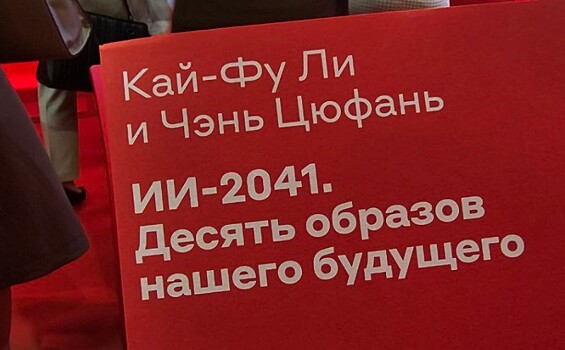 Кай-Фу Ли
и Чэнь Цюфань
ИИ-2041.
Десять образов
нашего будущего